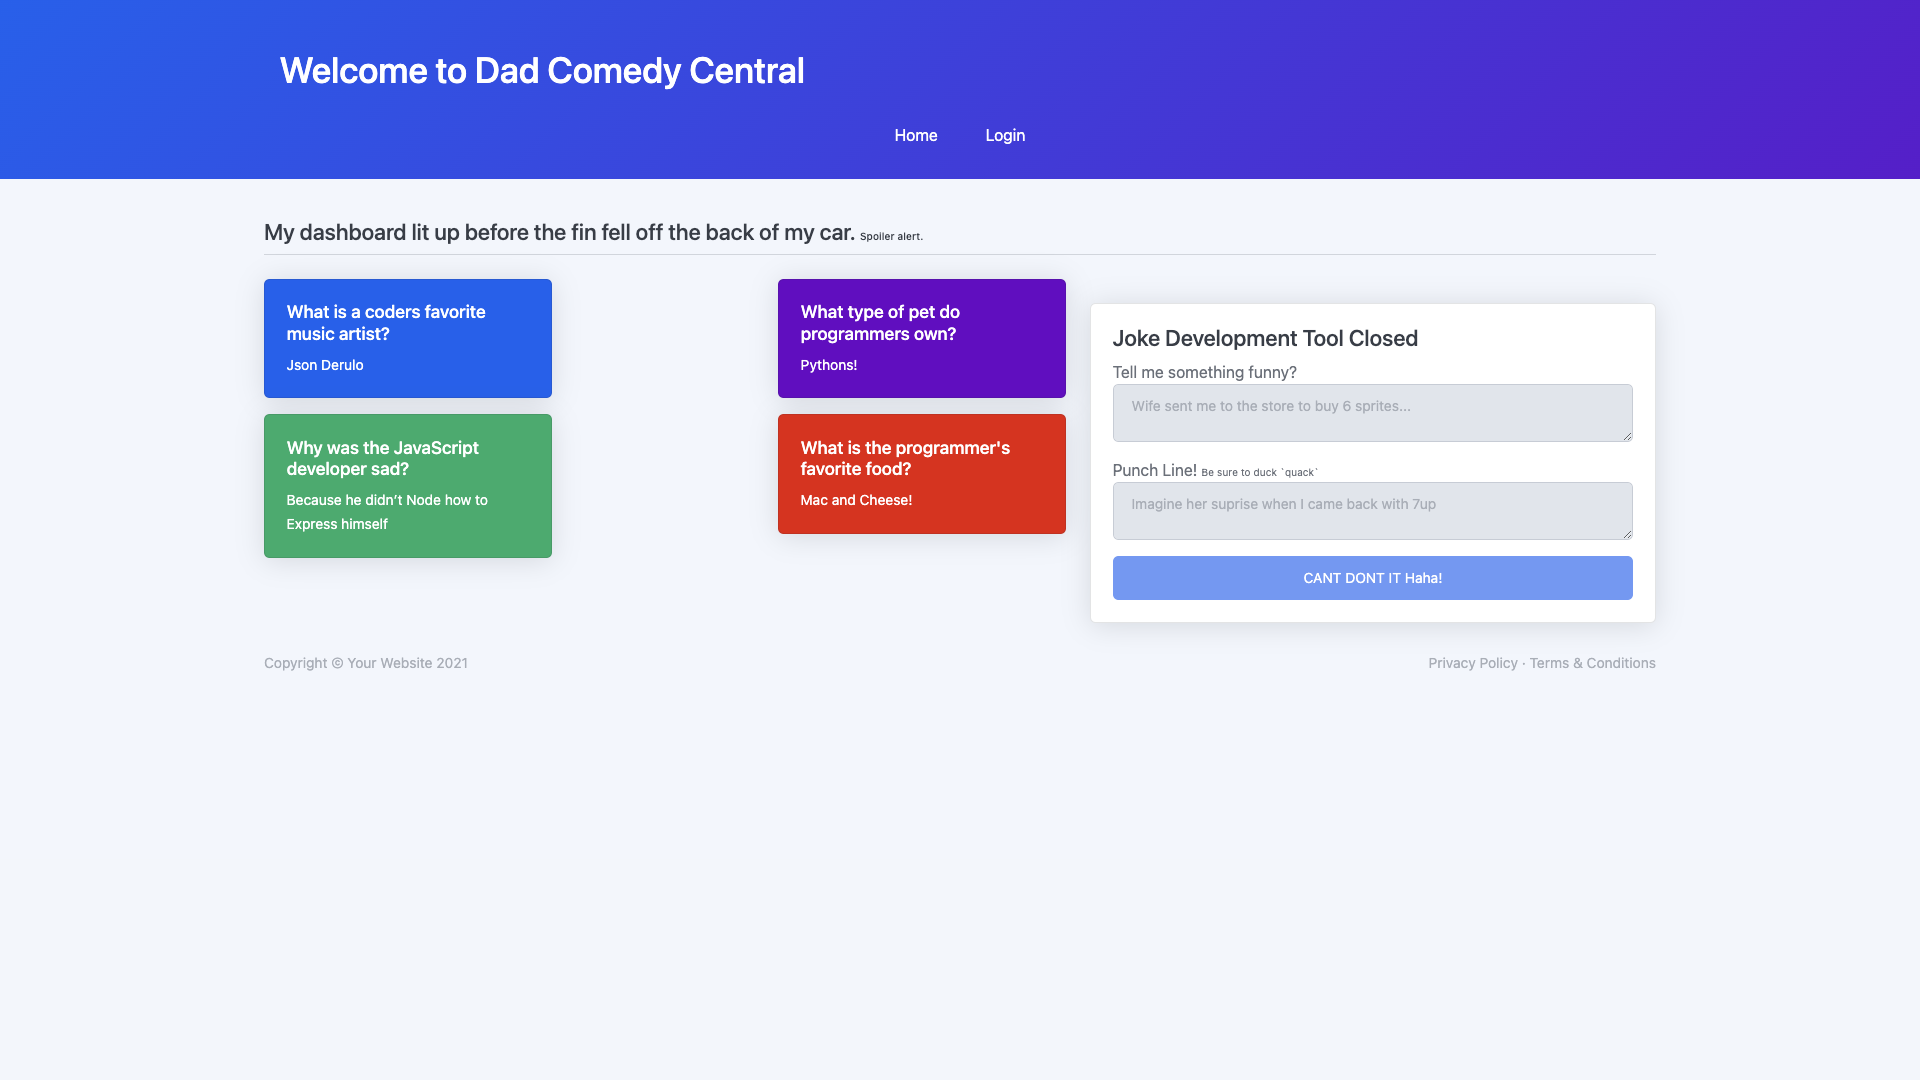 Welcome to Dad Comedy Central
Home Login
My dashboard lit up before the fin fell off the back of my car. Spoiler alert.
What is a coders favorite
music artist?
Json Derulo
Why was the JavaScript
developer sad?
Because he didn’t Node how to
Express himself
What type of pet do
programmers own?
Pythons!
What is the programmer's
favorite food?
Mac and Cheese!
Joke Development Tool Closed
Tell me something funny?
Wife sent me to the store to buy 6 sprites...
Punch Line! Be sure to duck `quack`
Imagine her suprise when I came back with 7up
CANT DONT IT Haha!
Copyright © Your Website 2021
Privacy Policy · Terms & Conditions